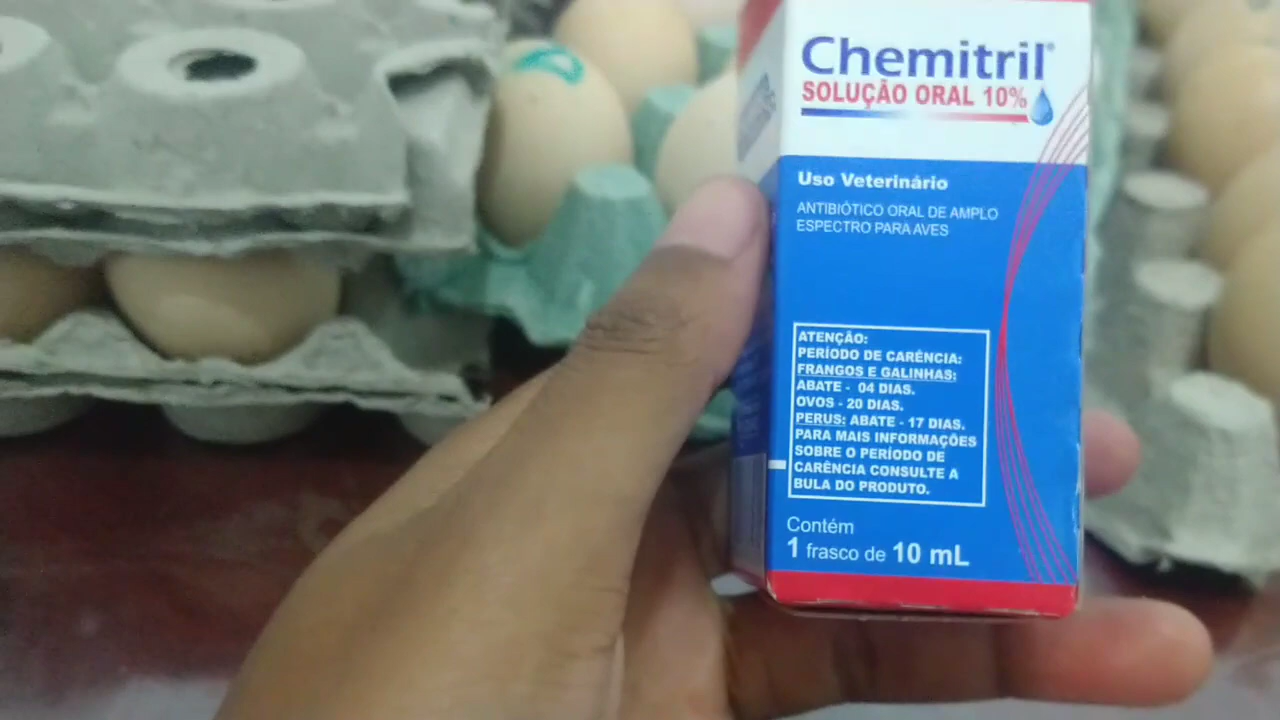 Chemitril®
SOLUÇÃO ORAL 10%
Uso Veterinário
ANTIBIÓTICO ORAL DE AMPLO
ESPECTRO PARA AVES
ATENÇÃO:
PERÍODO DE CARÊNCIA:
FRANGOS E GALINHAS:
ABATE - 04 DIAS.
OVOS - 20 DIAS.
PERUS: ABATE - 17 DIAS.
PARA MAIS INFORMAÇÕES
SOBRE O PERÍODO DE
CARÊNCIA CONSULTE A
BULA DO PRODUTO.
Contém
1 frasco de 10 mL